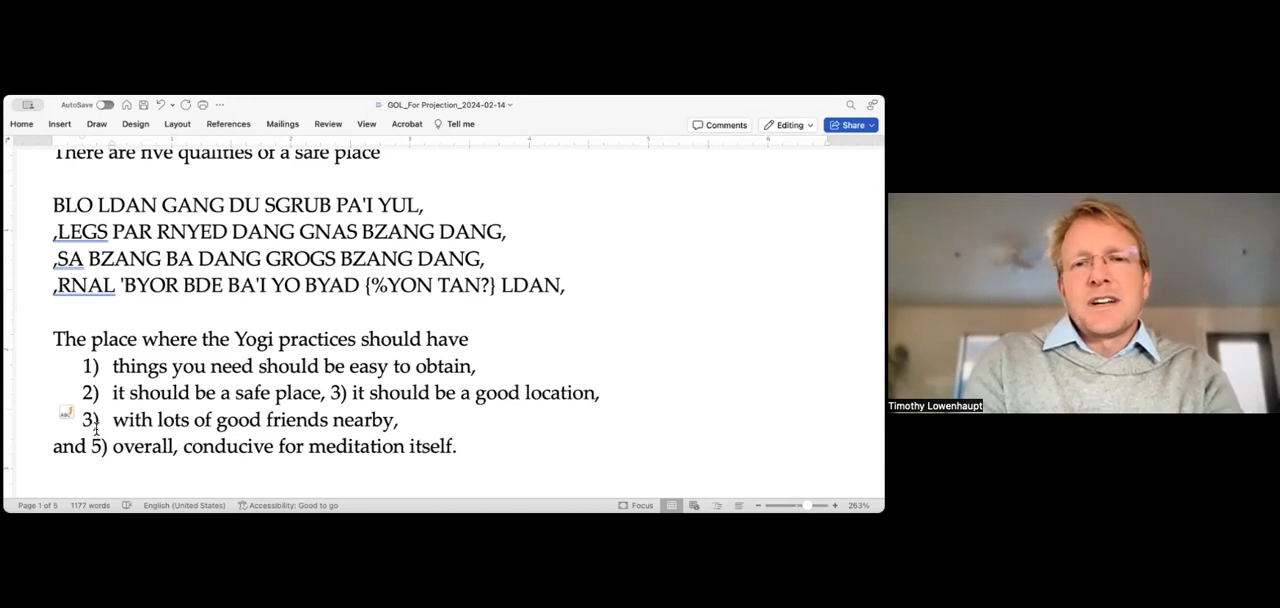 AutoSave
GOL_For Projection_2024-02-14
Home Insert Draw Design Layout References Mailings Review View Acrobat Tell me Comments Editing Share
1 2 3 4 5 6
There are five qualities of a safe place
BLO LDAN GANG DU SGRUB PA'I YUL,
,LEGS PAR RNYED DANG GNAS BZANG DANG,
,SA BZANG BA DANG GROGS BZANG DANG,
,RNAL 'BYOR BDE BA'I YO BYAD {%YON TAN?} LDAN,
The place where the Yogi practices should have
1) things you need should be easy to obtain,
2) it should be a safe place, 3) it should be a good location,
3) with lots of good friends nearby,
and 5) overall, conducive for meditation itself.
Timothy Lowenhaupt
Page 1 of 5 1177 words English (United States) Accessibility: Good to go Focus 263%